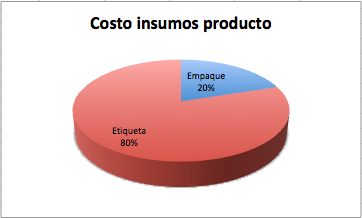 Costo insumos producto
Empaque
20%
Etiqueta
80%